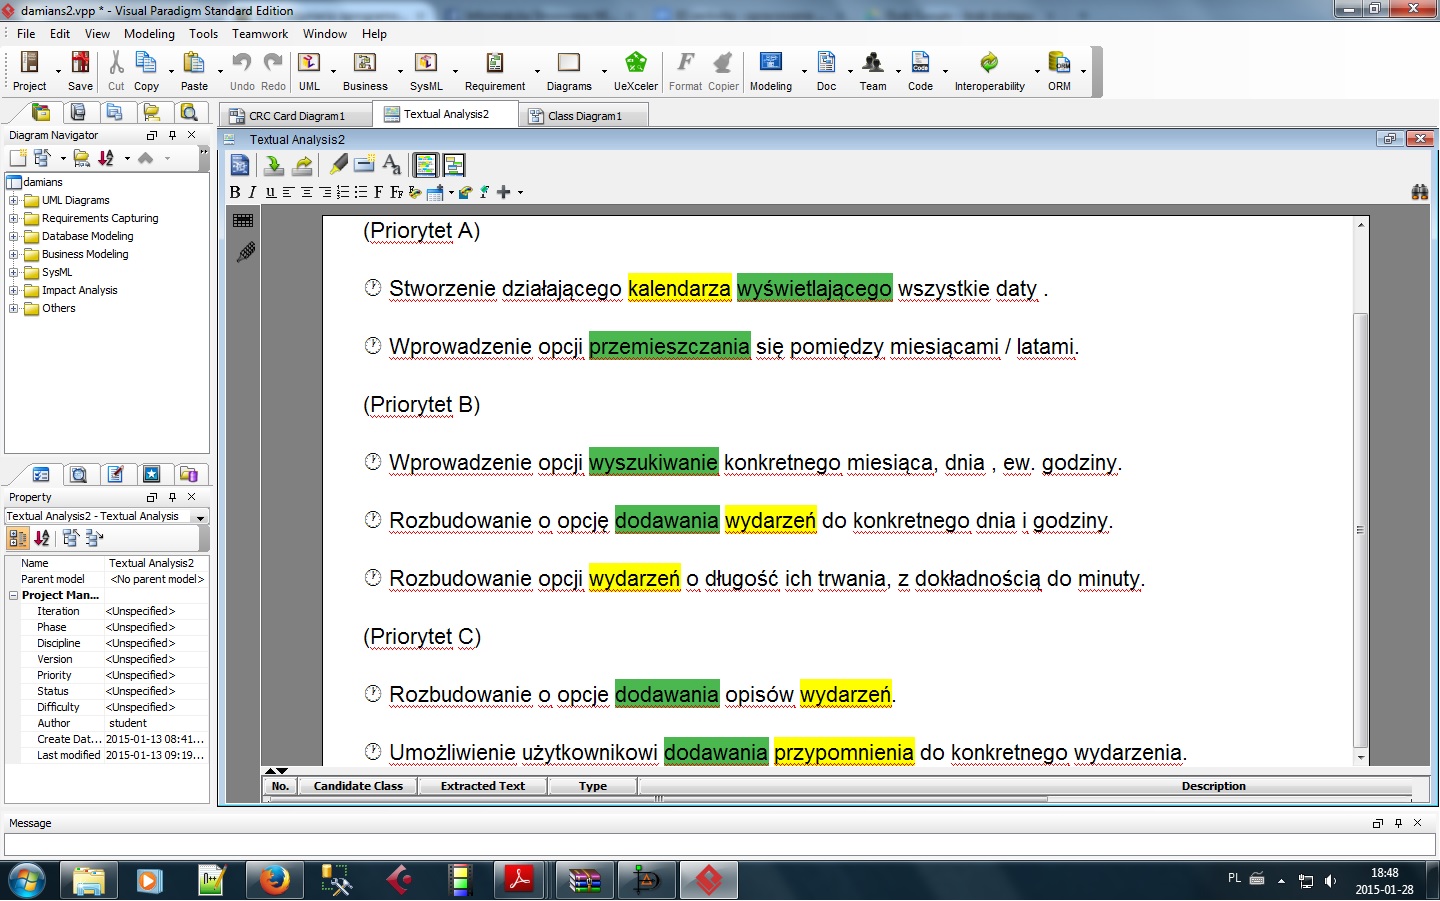 damians2.vpp * - Visual Paradigm Standard Edition
File Edit View Modeling Tools Teamwork Window Help
Project Save Cut Copy Paste Undo Redo UML Business SysML Requirement Diagrams UeXceler Format Copier Modeling Doc Team Code Interoperability ORM
CRC Card Diagram1 Textual Analysis2 Class Diagram1
Diagram Navigator
Textual Analysis2
damians
UML Diagrams
Requirements Capturing
Database Modeling
Business Modeling
SysML
Impact Analysis
Others
(Priorytet A)
Stworzenie działającego kalendarza wyświetlającego wszystkie daty .
Wprowadzenie opcji przemieszczania się pomiędzy miesiącami / latami.
(Priorytet B)
Wprowadzenie opcji wyszukiwanie konkretnego miesiąca, dnia , ew. godziny.
Rozbudowanie o opcję dodawania wydarzeń do konkretnego dnia i godziny.
Rozbudowanie opcji wydarzeń o długość ich trwania, z dokładnością do minuty.
(Priorytet C)
Rozbudowanie o opcje dodawania opisów wydarzeń.
Umożliwienie użytkownikowi dodawania przypomnienia do konkretnego wydarzenia.
Property
Textual Analysis2 - Textual Analysis
Name Textual Analysis2
Parent model <No parent model>
Project Man...
Iteration <Unspecified>
Phase <Unspecified>
Discipline <Unspecified>
Version <Unspecified>
Priority <Unspecified>
Status <Unspecified>
Difficulty <Unspecified>
Author student
Create Dat... 2015-01-13 08:41...
Last modified 2015-01-13 09:19...
No. Candidate Class Extracted Text Type Description
Message
PL
18:48
2015-01-28